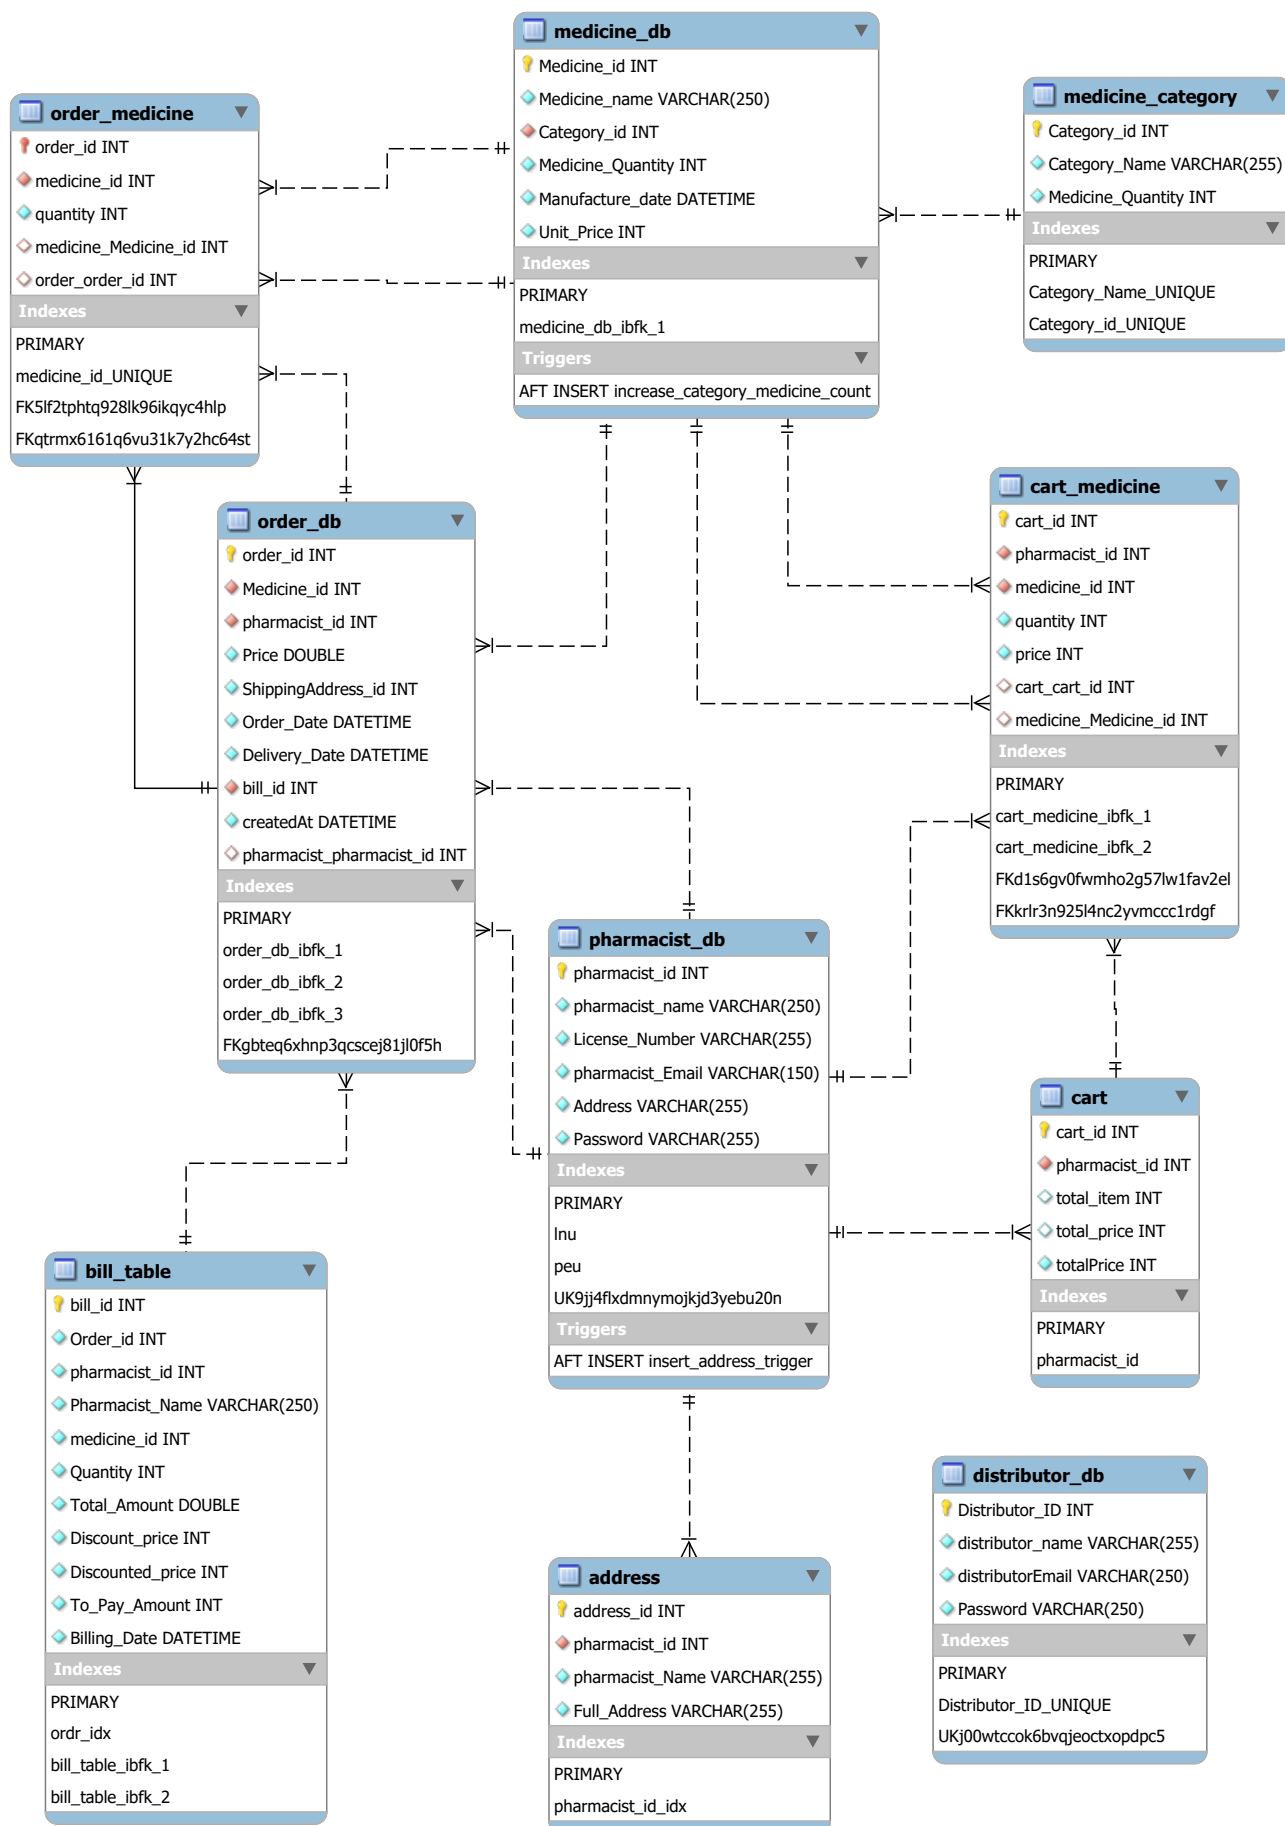 medicine_db
Medicine_id INT
Medicine_name VARCHAR(250)
Category_id INT
Medicine_Quantity INT
Manufacture_date DATETIME
Unit_Price INT
Indexes
PRIMARY
medicine_db_ibfk_1
Triggers
AFT INSERT increase_category_medicine_count
medicine_category
Category_id INT
Category_Name VARCHAR(255)
Medicine_Quantity INT
Indexes
PRIMARY
Category_Name_UNIQUE
Category_id_UNIQUE
order_medicine
order_id INT
medicine_id INT
quantity INT
medicine_Medicine_id INT
order_order_id INT
Indexes
PRIMARY
medicine_id_UNIQUE
FK5lf2tphtq928lk96ikqyc4hlp
FKqtrmx6161q6vu31k7y2hc64st
order_db
order_id INT
Medicine_id INT
pharmacist_id INT
Price DOUBLE
ShippingAddress_id INT
Order_Date DATETIME
Delivery_Date DATETIME
bill_id INT
createdAt DATETIME
pharmacist_pharmacist_id INT
Indexes
PRIMARY
order_db_ibfk_1
order_db_ibfk_2
order_db_ibfk_3
FKgbteq6xhnp3qcscej81jl0f5h
cart_medicine
cart_id INT
pharmacist_id INT
medicine_id INT
quantity INT
price INT
cart_cart_id INT
medicine_Medicine_id INT
Indexes
PRIMARY
cart_medicine_ibfk_1
cart_medicine_ibfk_2
FKd1s6gv0fwmho2g57lw1fav2el
FKkrlr3n925l4nc2yvmccc1rdgf
pharmacist_db
pharmacist_id INT
pharmacist_name VARCHAR(250)
License_Number VARCHAR(255)
pharmacist_Email VARCHAR(150)
Address VARCHAR(255)
Password VARCHAR(255)
Indexes
PRIMARY
lnu
peu
UK9jj4flxdmnymojkjd3yebu20n
Triggers
AFT INSERT insert_address_trigger
cart
cart_id INT
pharmacist_id INT
total_item INT
total_price INT
totalPrice INT
Indexes
PRIMARY
pharmacist_id
bill_table
bill_id INT
Order_id INT
pharmacist_id INT
Pharmacist_Name VARCHAR(250)
medicine_id INT
Quantity INT
Total_Amount DOUBLE
Discount_price INT
Discounted_price INT
To_Pay_Amount INT
Billing_Date DATETIME
Indexes
PRIMARY
ordr_idx
bill_table_ibfk_1
bill_table_ibfk_2
address
address_id INT
pharmacist_id INT
pharmacist_Name VARCHAR(255)
Full_Address VARCHAR(255)
Indexes
PRIMARY
pharmacist_id_idx
distributor_db
Distributor_ID INT
distributor_name VARCHAR(255)
distributorEmail VARCHAR(250)
Password VARCHAR(250)
Indexes
PRIMARY
Distributor_ID_UNIQUE
UKj00wtccok6bvqjeoctxopdpc5